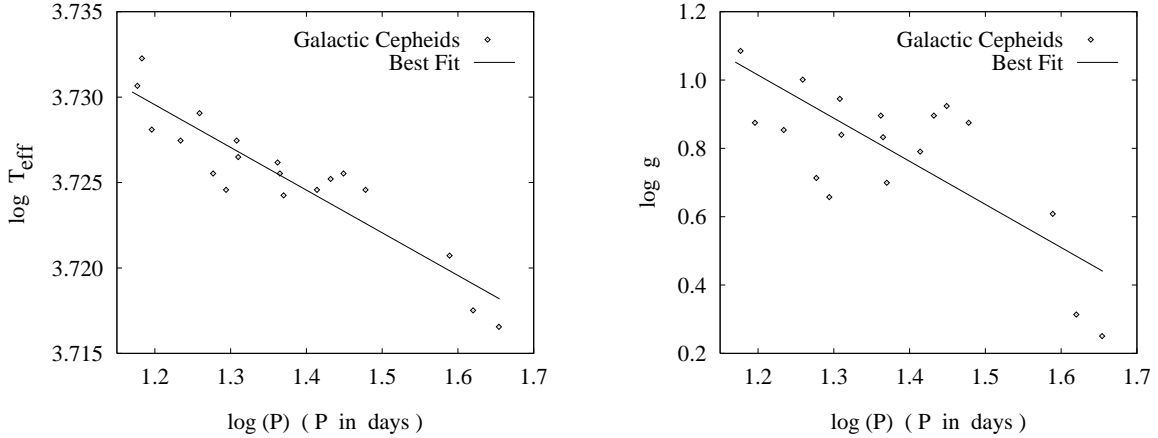 3.735
3.730
3.725
3.720
3.715
log T_eff
Galactic Cepheids
Best Fit
1.2 1.3 1.4 1.5 1.6 1.7
log (P) ( P in days )
1.2
1.0
0.8
0.6
0.4
0.2
log g
Galactic Cepheids
Best Fit
1.2 1.3 1.4 1.5 1.6 1.7
log (P) ( P in days )